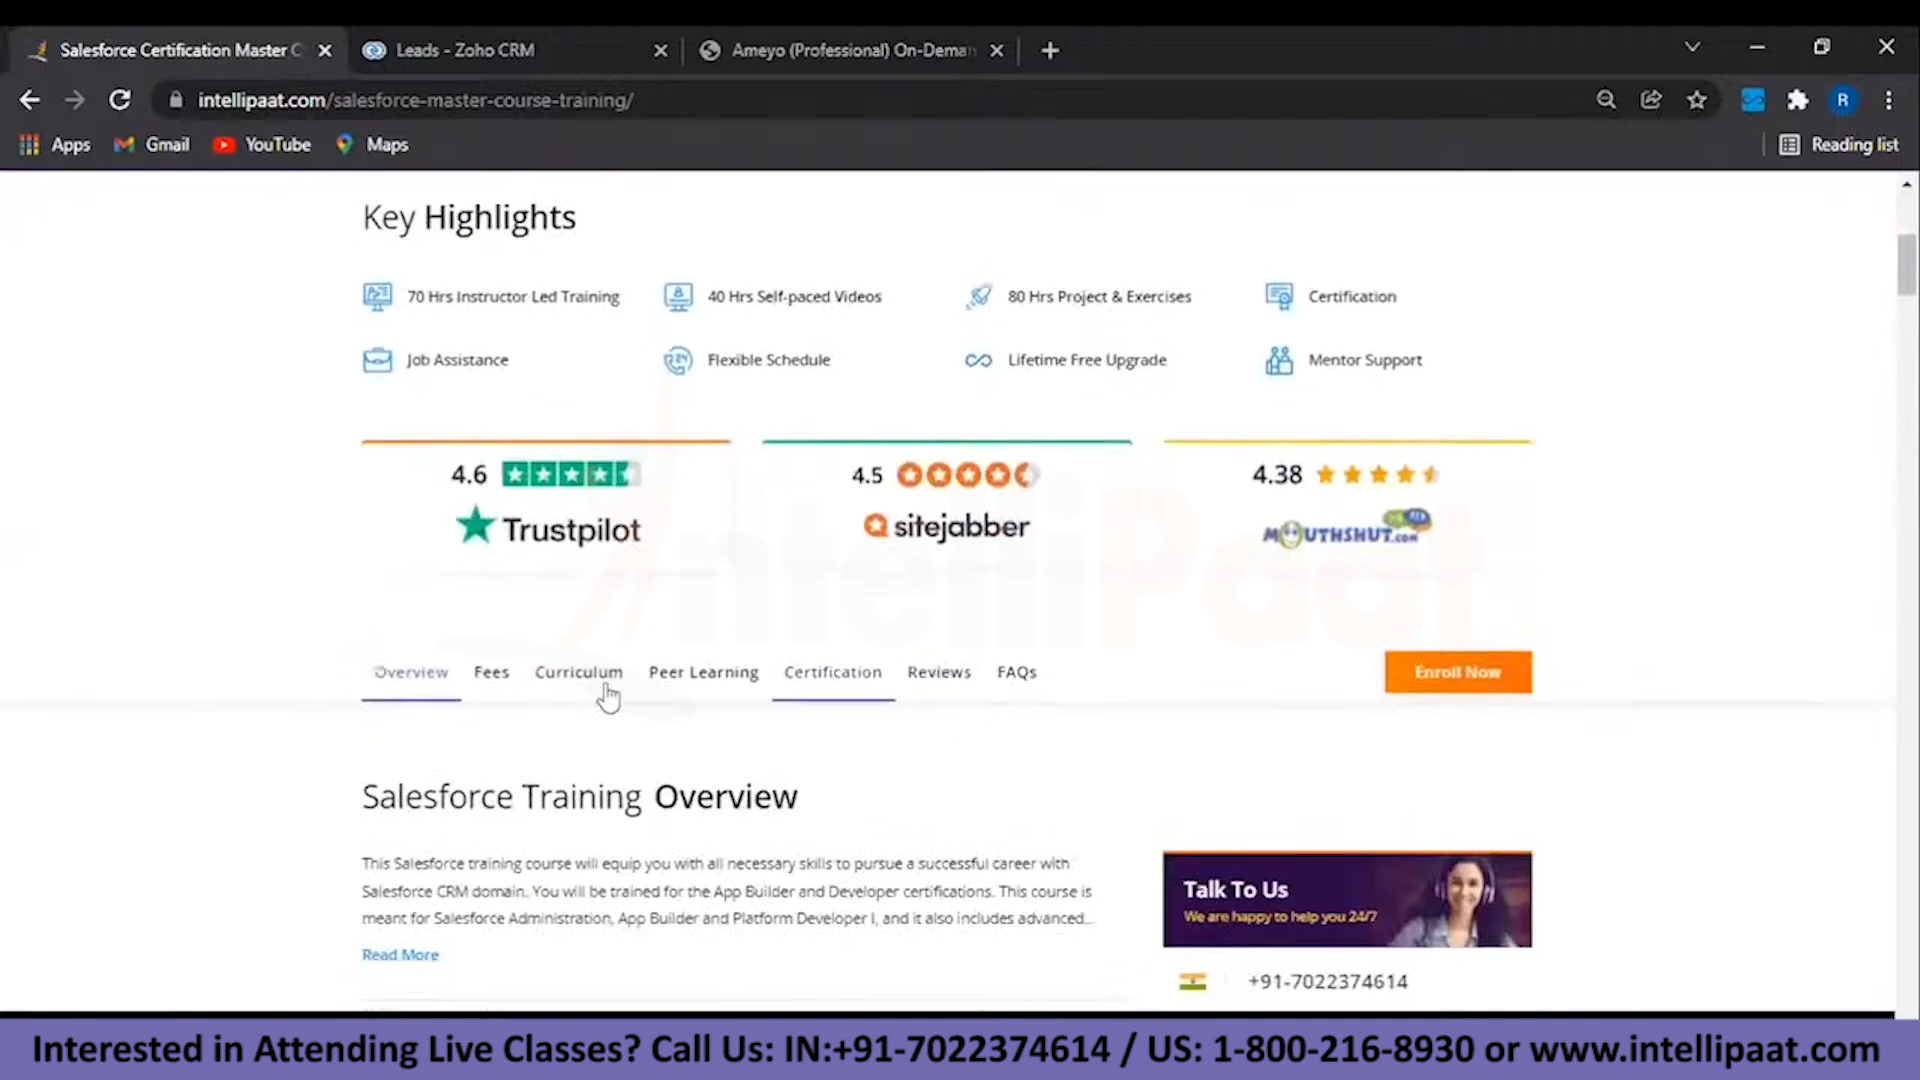 Salesforce Certification Master C
Leads - Zoho CRM
Ameyo (Professional) On-Deman
intellipaat.com/salesforce-master-course-training/
R
Apps Gmail YouTube Maps Reading list
Key Highlights
70 Hrs Instructor Led Training
40 Hrs Self-paced Videos
80 Hrs Project & Exercises
Certification
Job Assistance
Flexible Schedule
Lifetime Free Upgrade
Mentor Support
4.6
Trustpilot
4.5
sitejabber
4.38
MOUTHSHUT.com
IntelliPaat
Overview Fees Curriculum Peer Learning Certification Reviews FAQs Enroll Now
Salesforce Training Overview
This Salesforce training course will equip you with all necessary skills to pursue a successful career with
Salesforce CRM domain. You will be trained for the App Builder and Developer certifications. This course is
meant for Salesforce Administration, App Builder and Platform Developer I, and it also includes advanced...
Read More
Talk To Us
We are happy to help you 24/7
+91-7022374614
Interested in Attending Live Classes? Call Us: IN:+91-7022374614 / US: 1-800-216-8930 or www.intellipaat.com